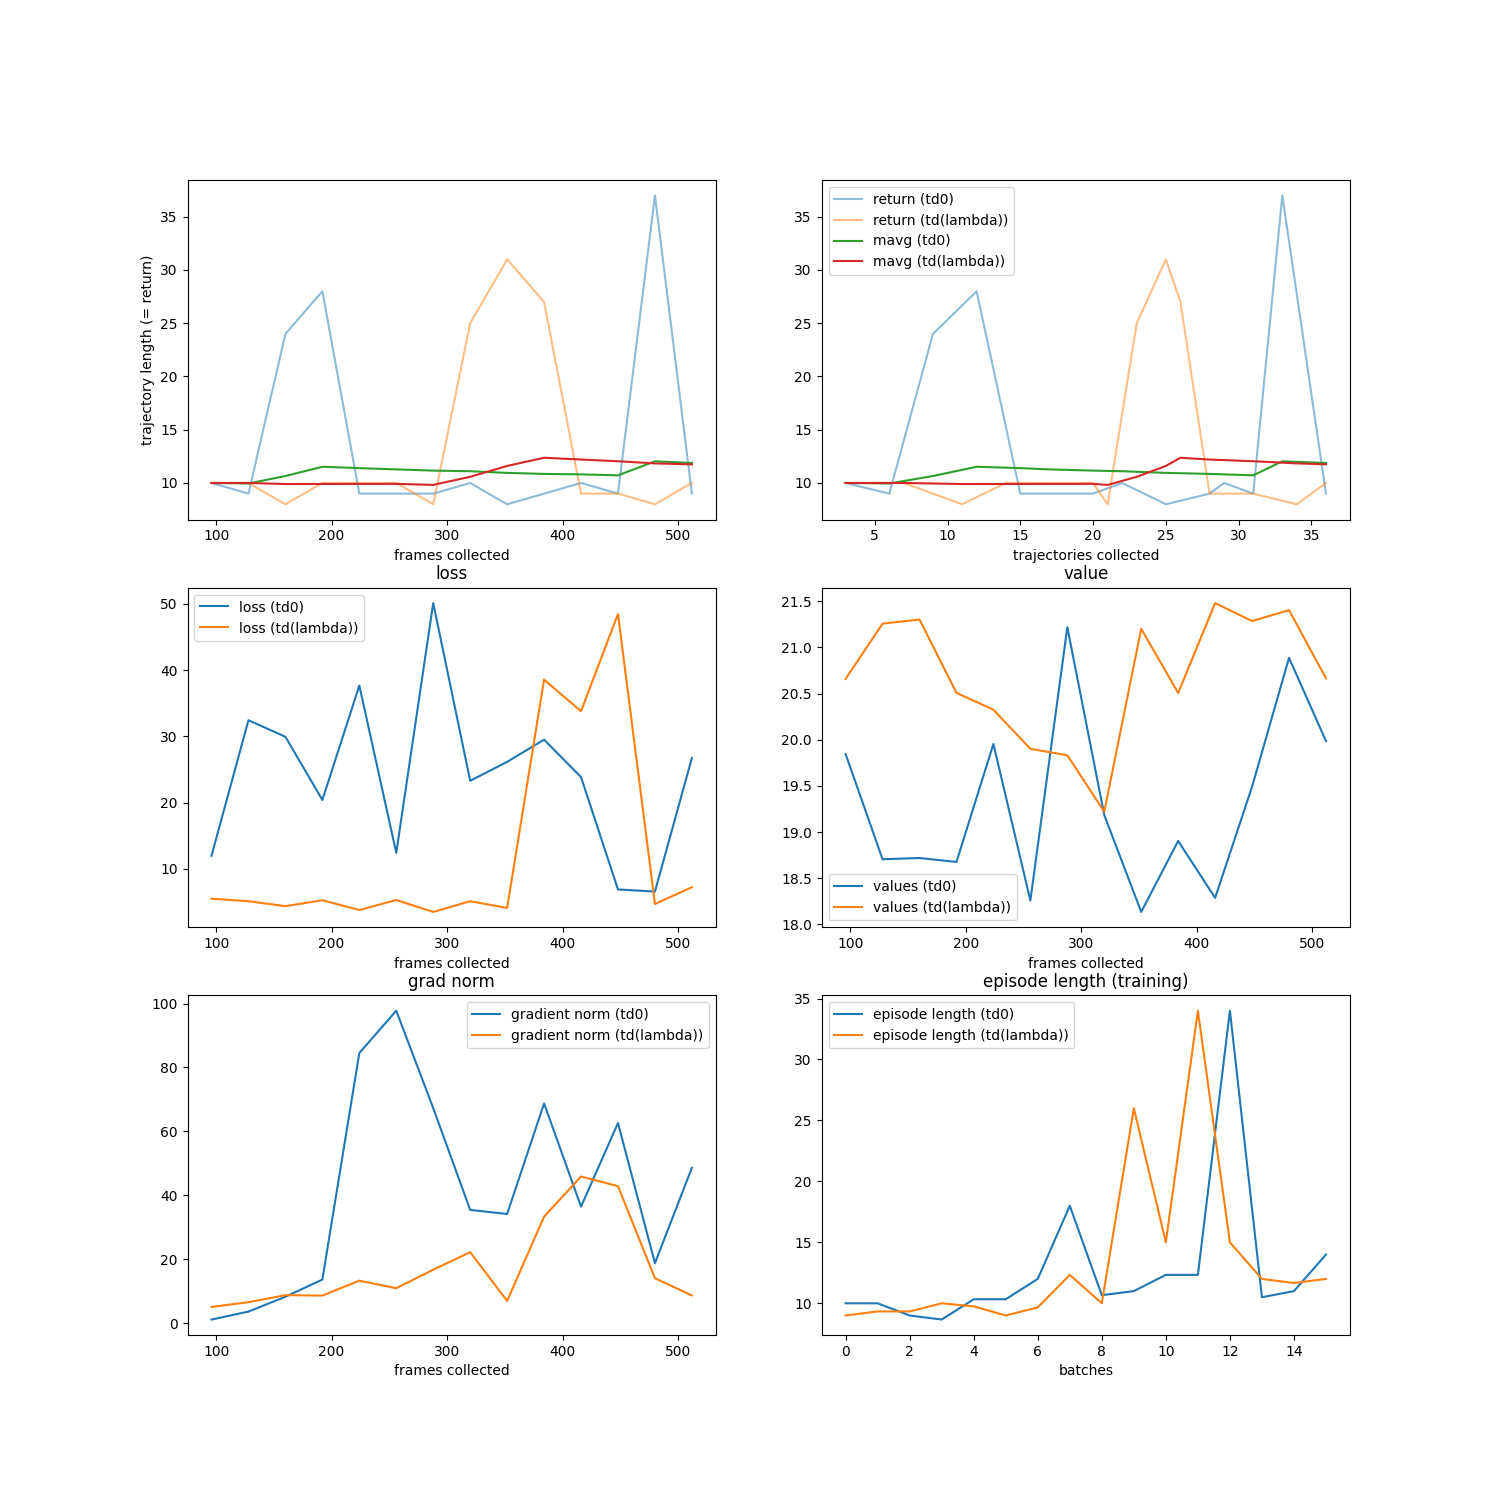 35
30
25
20
15
10
trajectory length (= return)
100 200 300 400 500
frames collected
return (td0)
return (td(lambda))
mavg (td0)
mavg (td(lambda))
35
30
25
20
15
10
5 10 15 20 25 30 35
trajectories collected
loss
loss (td0)
loss (td(lambda))
50
40
30
20
10
100 200 300 400 500
frames collected
value
21.5
21.0
20.5
20.0
19.5
19.0
18.5
18.0
values (td0)
values (td(lambda))
100 200 300 400 500
frames collected
grad norm
gradient norm (td0)
gradient norm (td(lambda))
100
80
60
40
20
0
100 200 300 400 500
frames collected
episode length (training)
episode length (td0)
episode length (td(lambda))
35
30
25
20
15
10
0 2 4 6 8 10 12 14
batches